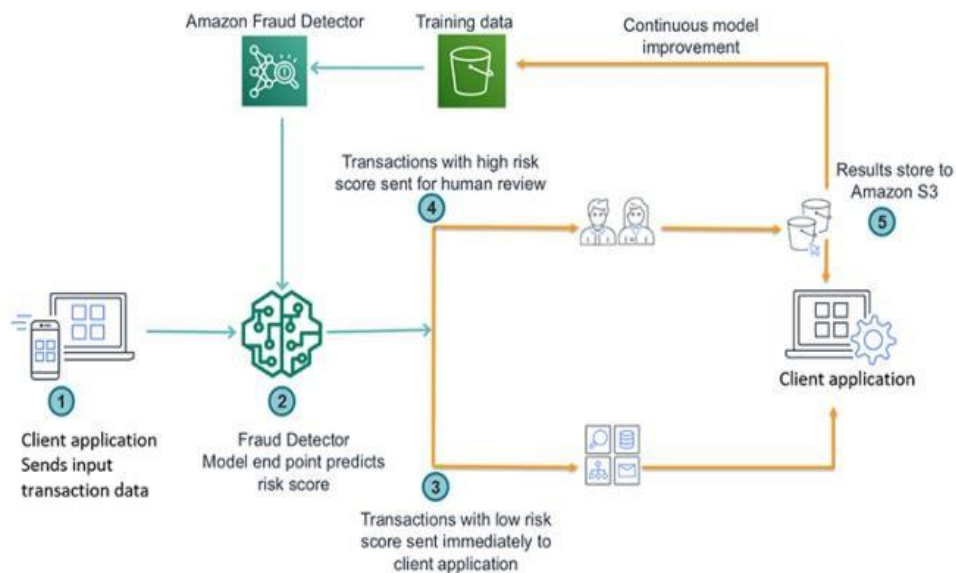 Amazon Fraud Detector
Training data
Continuous model
improvement
Transactions with high risk
score sent for human review
4
Results store to
Amazon S3
5
1
Client application
Sends input
transaction data
2
Fraud Detector
Model end point predicts
risk score
Client application
3
Transactions with low risk
score sent immediately to
client application